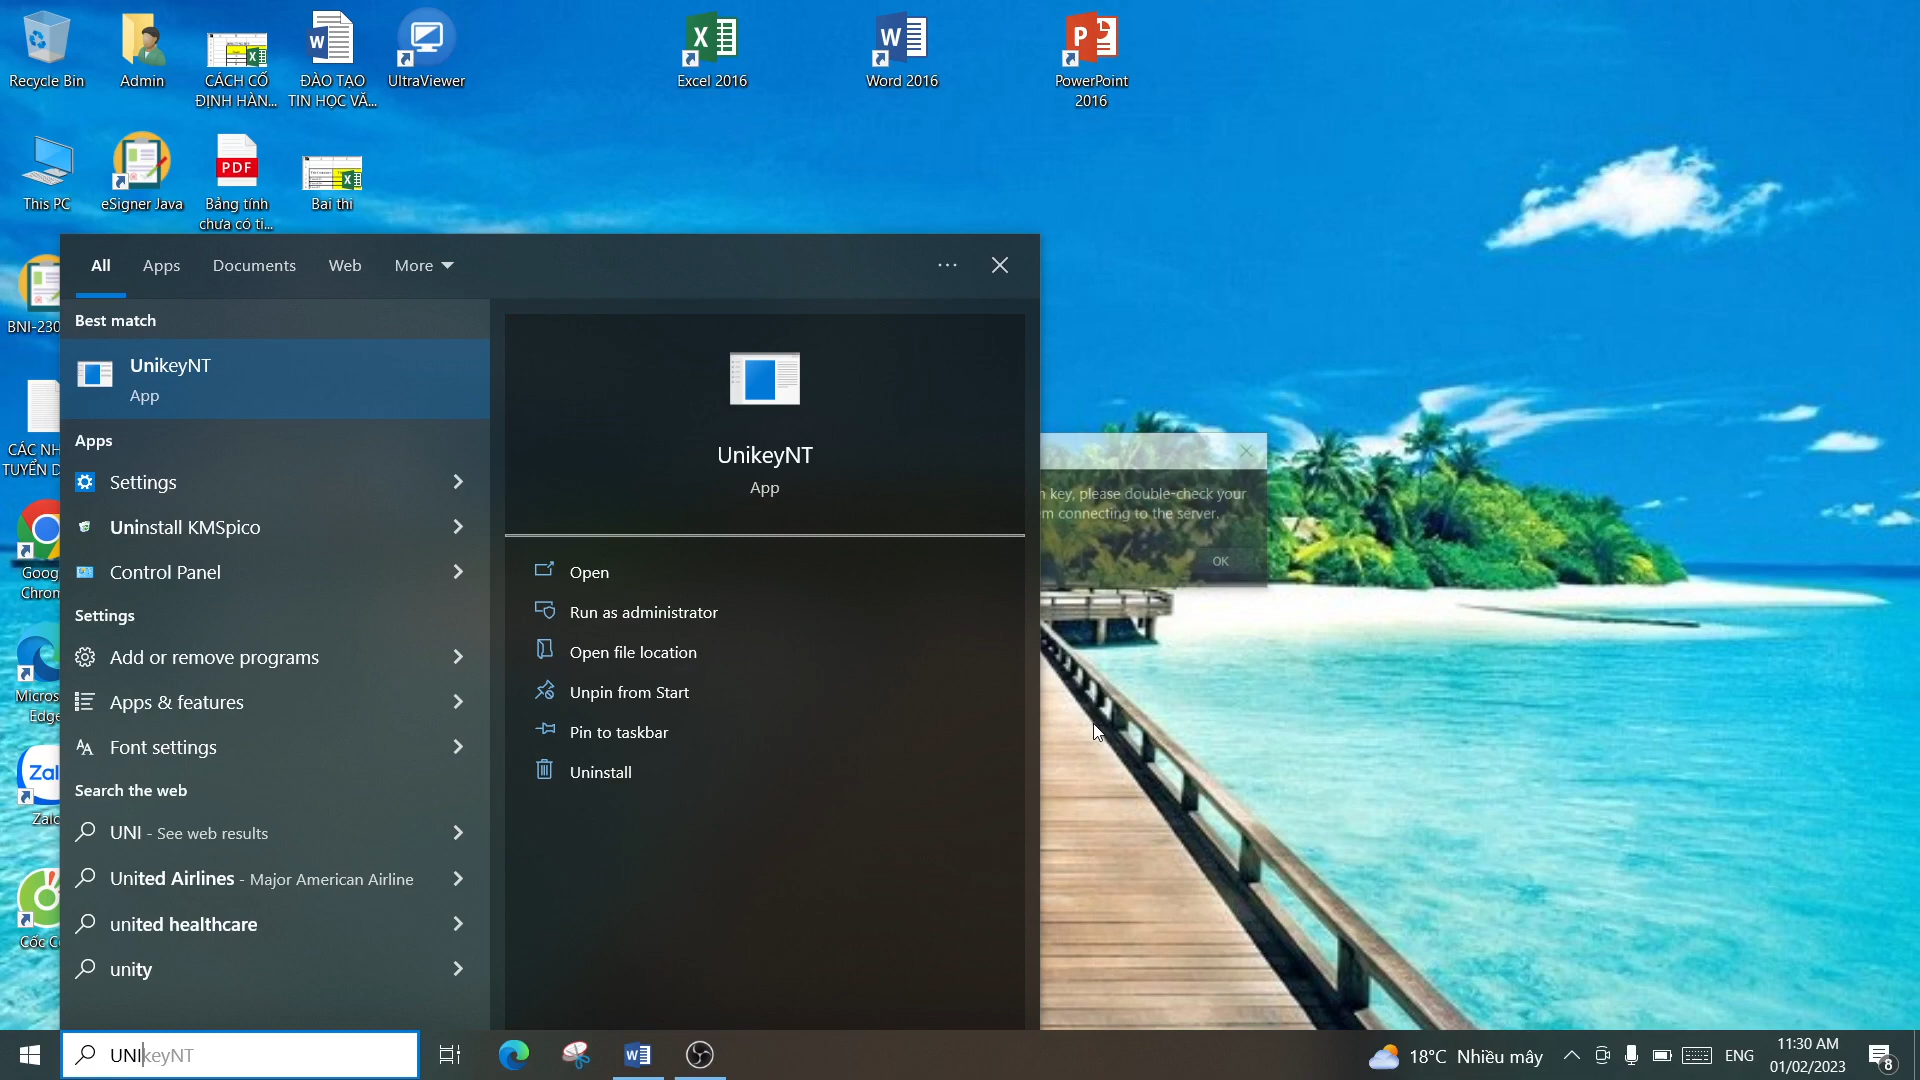 Recycle Bin
Admin
CÁCH CỐ
ĐỊNH HÀN...
ĐÀO TẠO
TIN HỌC VĂ...
UltraViewer
Excel 2016
Word 2016
PowerPoint
2016
This PC
eSigner Java
PDF
Bảng tính
chưa có ti...
Bai thi
BNI-230
CÁC NH
TUYỂN D
Goog
Chrom
Micros
Edge
Zal
Zalo
Cốc C
All
Apps
Documents
Web
More
Best match
UnikeyNT
App
Apps
Settings
Uninstall KMSpico
Control Panel
Settings
Add or remove programs
Apps & features
Font settings
Search the web
UNI - See web results
United Airlines - Major American Airline
united healthcare
unity
UnikeyNT
App
Open
Run as administrator
Open file location
Unpin from Start
Pin to taskbar
Uninstall
n key, please double-check your
em connecting to the server.
OK
UNIkeyNT
18°C Nhiều mây
ENG
11:30 AM
01/02/2023
8